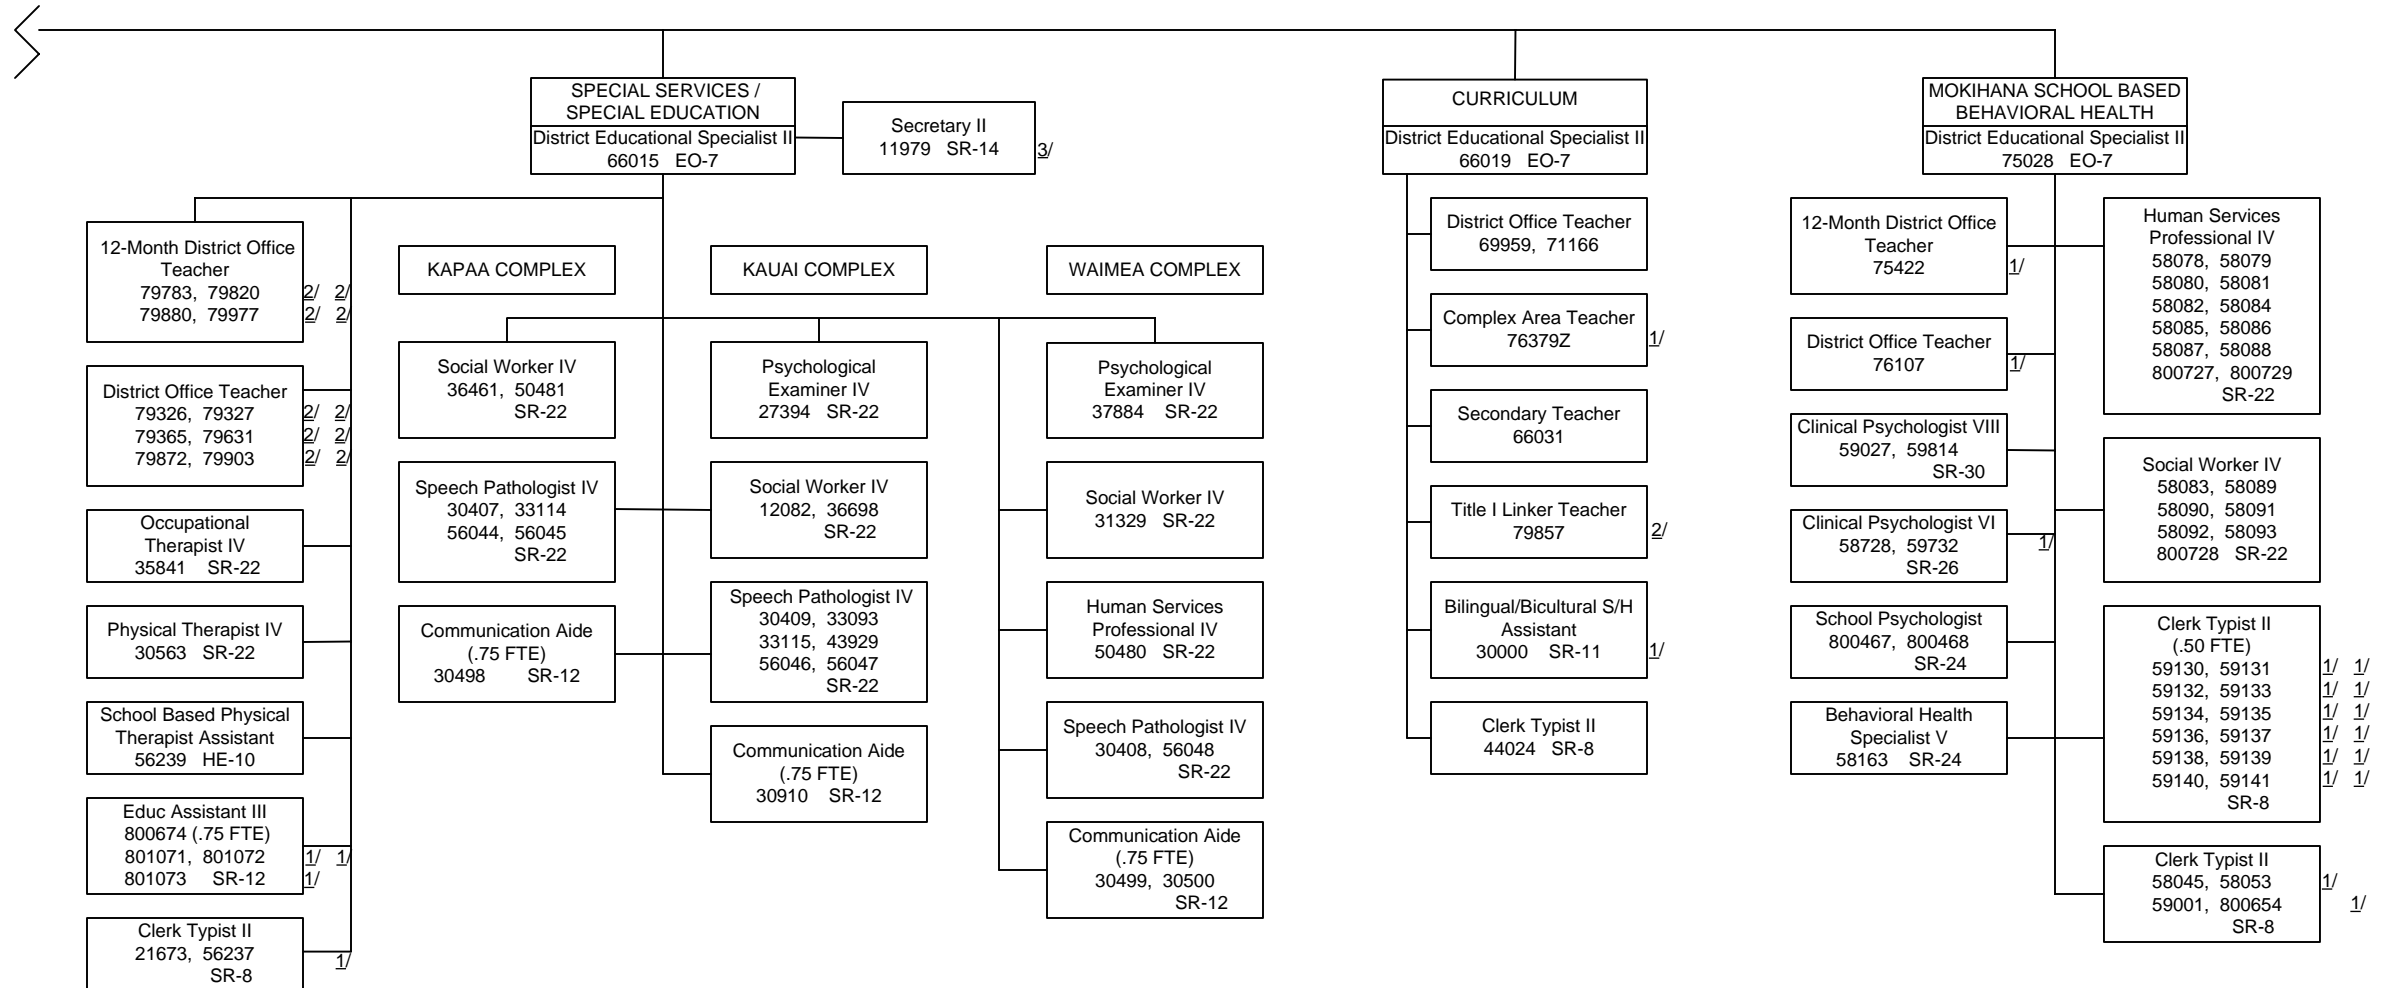 SPECIAL SERVICES /
SPECIAL EDUCATION
District Educational Specialist II
66015 EO-7
Secretary II
11979 SR-14
3/
12-Month District Office
Teacher
79783, 79820
2/ 2/
79880, 79977
2/ 2/
District Office Teacher
79326, 79327
2/ 2/
79365, 79631
2/ 2/
79872, 79903
2/ 2/
Occupational
Therapist IV
35841 SR-22
Physical Therapist IV
30563 SR-22
School Based Physical
Therapist Assistant
56239 HE-10
Educ Assistant III
800674 (.75 FTE)
801071, 801072
1/ 1/
801073 SR-12
1/
Clerk Typist II
21673, 56237
1/
SR-8
KAPAA COMPLEX
Social Worker IV
36461, 50481
SR-22
Speech Pathologist IV
30407, 33114
56044, 56045
SR-22
Communication Aide
(.75 FTE)
30498 SR-12
KAUAI COMPLEX
Psychological
Examiner IV
27394 SR-22
Social Worker IV
12082, 36698
SR-22
Speech Pathologist IV
30409, 33093
33115, 43929
56046, 56047
SR-22
Communication Aide
(.75 FTE)
30910 SR-12
WAIMEA COMPLEX
Psychological
Examiner IV
37884 SR-22
Social Worker IV
31329 SR-22
Human Services
Professional IV
50480 SR-22
Speech Pathologist IV
30408, 56048
SR-22
Communication Aide
(.75 FTE)
30499, 30500
SR-12
CURRICULUM
District Educational Specialist II
66019 EO-7
District Office Teacher
69959, 71166
Complex Area Teacher
76379Z
1/
Secondary Teacher
66031
Title I Linker Teacher
79857
2/
Bilingual/Bicultural S/H
Assistant
30000 SR-11
1/
Clerk Typist II
44024 SR-8
MOKIHANA SCHOOL BASED
BEHAVIORAL HEALTH
District Educational Specialist II
75028 EO-7
12-Month District Office
Teacher
75422
1/
District Office Teacher
76107
1/
Clinical Psychologist VIII
59027, 59814
SR-30
Clinical Psychologist VI
58728, 59732
1/
SR-26
School Psychologist
800467, 800468
SR-24
Behavioral Health
Specialist V
58163 SR-24
Human Services
Professional IV
58078, 58079
58080, 58081
58082, 58084
58085, 58086
58087, 58088
800727, 800729
SR-22
Social Worker IV
58083, 58089
58090, 58091
58092, 58093
800728 SR-22
Clerk Typist II
(.50 FTE)
59130, 59131
1/ 1/
59132, 59133
1/ 1/
59134, 59135
1/ 1/
59136, 59137
1/ 1/
59138, 59139
1/ 1/
59140, 59141
1/ 1/
SR-8
Clerk Typist II
58045, 58053
1/
59001, 800654
1/
SR-8